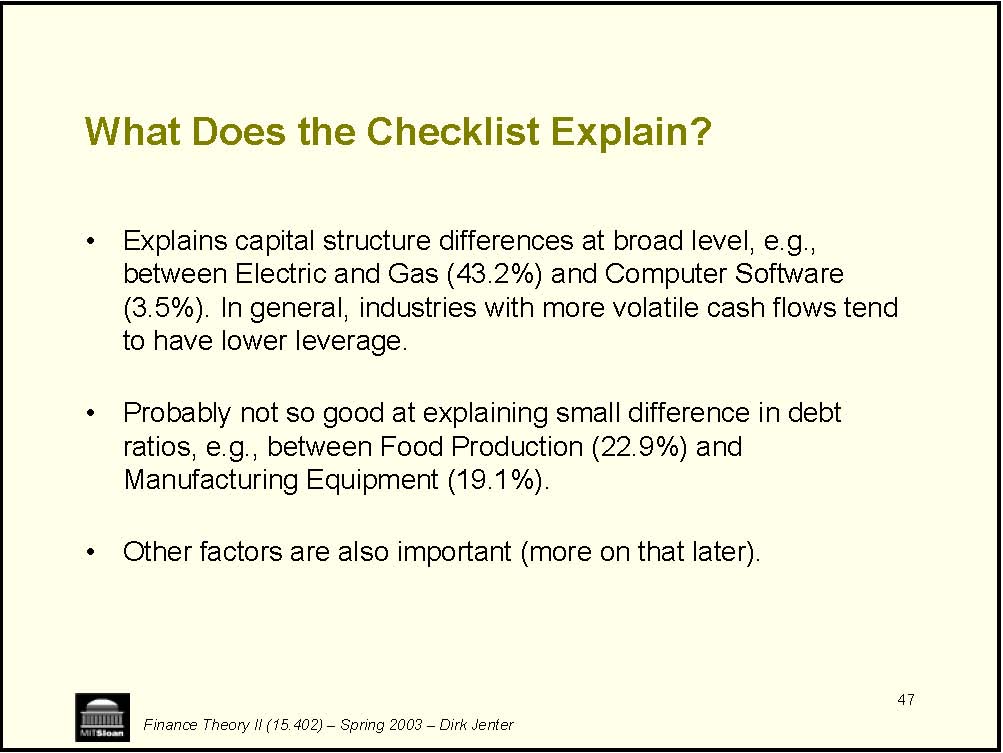 What Does the Checklist Explain?
• Explains capital structure differences at broad level, e.g.,
between Electric and Gas (43.2%) and Computer Software
(3.5%). In general, industries with more volatile cash flows tend
to have lower leverage.
• Probably not so good at explaining small difference in debt
ratios, e.g., between Food Production (22.9%) and
Manufacturing Equipment (19.1%).
• Other factors are also important (more on that later).
47
MITSloan
Finance Theory II (15.402) – Spring 2003 – Dirk Jenter